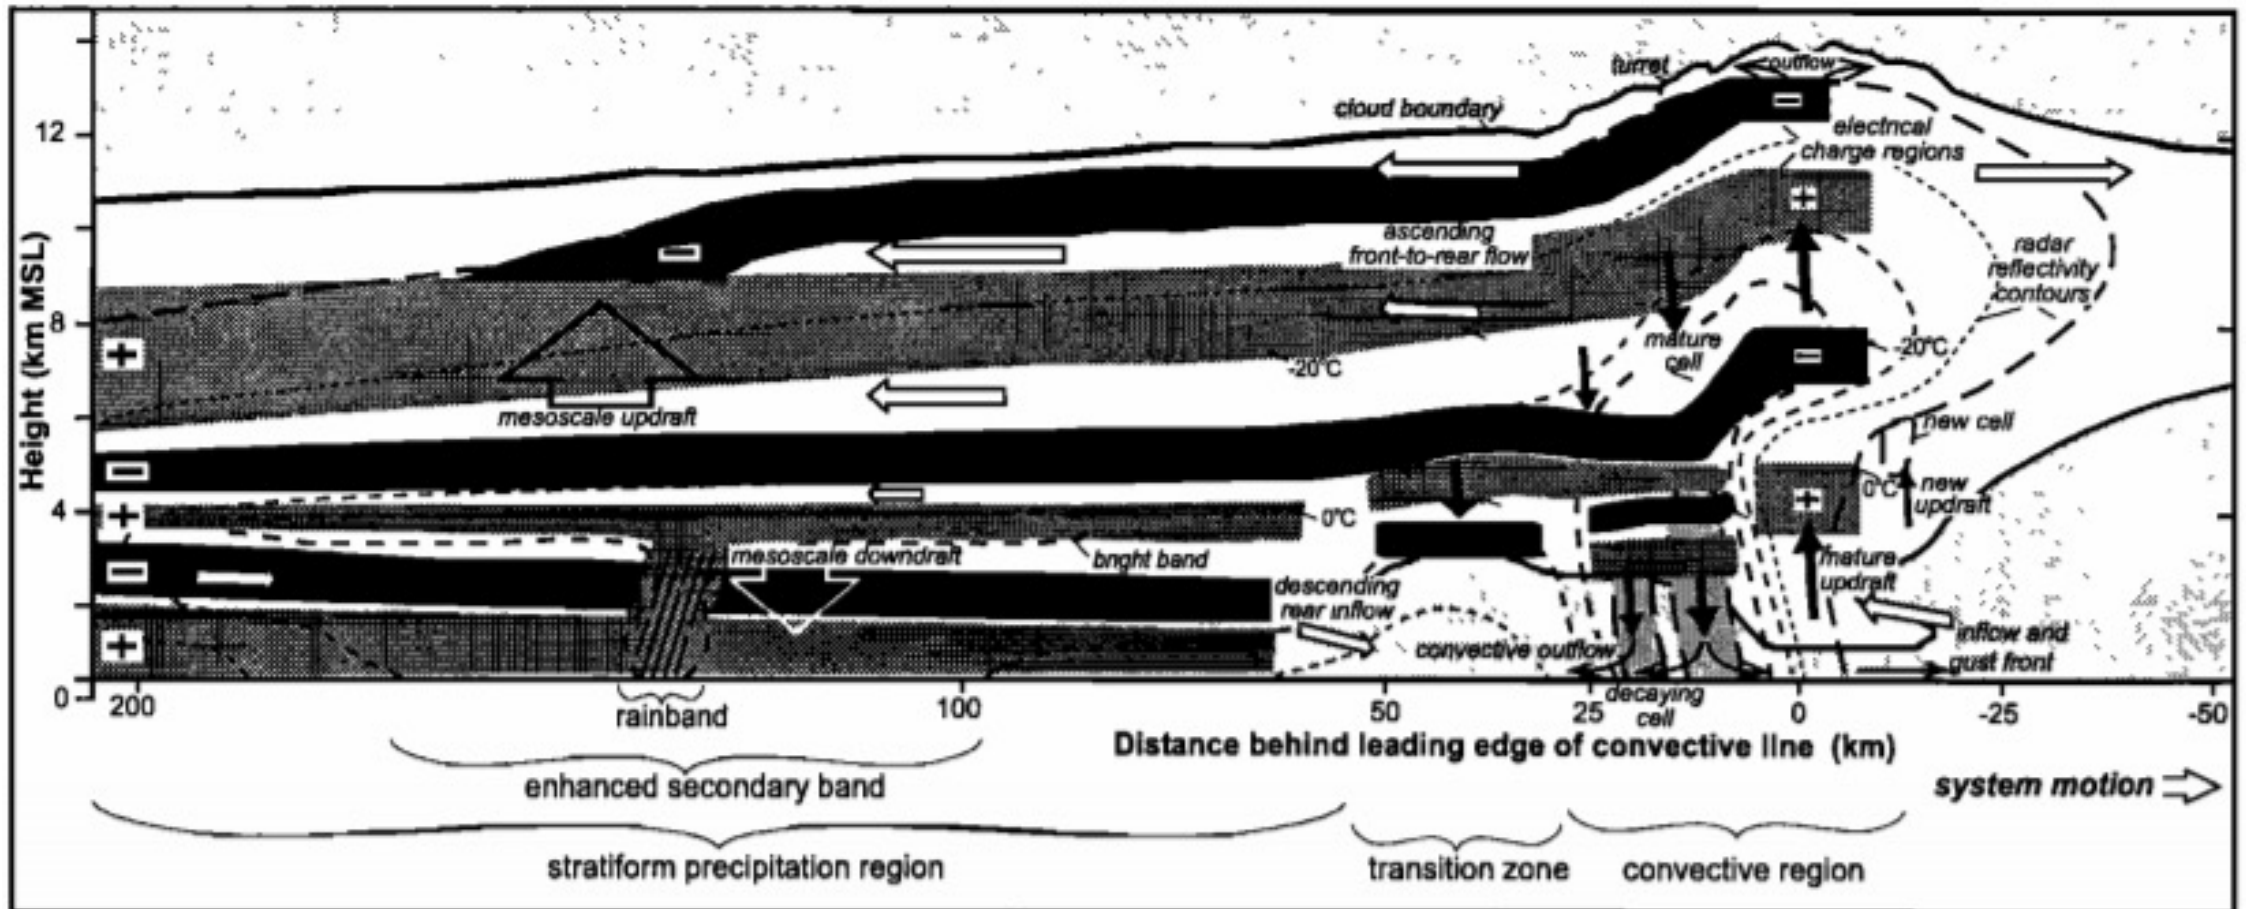 turret
outflow
cloud boundary
12
electrical
charge regions
ascending
front-to-rear flow
radar
reflectivity
contours
Height (km MSL)
8
mature
cell
-20°C
-20°C
mesoscale updraft
new cell
0°C
new
updraft
4
0°C
mesoscale downdraft
bright band
mature
updraft
descending
rear inflow
convective outflow
inflow and
gust front
0
200
100
50
25
0
-25
-50
rainband
decaying
cell
Distance behind leading edge of convective line (km)
enhanced secondary band
system motion
stratiform precipitation region
transition zone
convective region